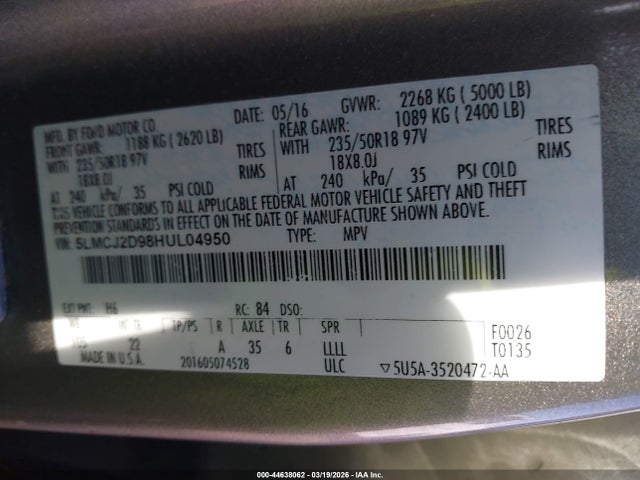 MFD. BY FORD MOTOR CO. DATE: 05/16 GVWR: 2268 KG ( 5000 LB)
FRONT GAWR: 1188 KG ( 2620 LB) REAR GAWR: 1089 KG ( 2400 LB)
WITH 235/50R18 97V TIRES WITH 235/50R18 97V TIRES
18X8.0J RIMS 18X8.0J RIMS
AT 240 kPa/ 35 PSI COLD AT 240 kPa/ 35 PSI COLD
THIS VEHICLE CONFORMS TO ALL APPLICABLE FEDERAL MOTOR VEHICLE SAFETY AND THEFT
PREVENTION STANDARDS IN EFFECT ON THE DATE OF MANUFACTURE SHOWN ABOVE.
VIN: 5LMCJ2D98HUL04950 TYPE: MPV
EXT PNT: H6 RC: 84 DSO:
WB INT TR TP/PS R AXLE TR SPR F0026
105 22 A 35 6 LLLL T0135
MADE IN U.S.A. 201605074528 ULC ▽5U5A-3520472-AA
000-44638062 - 03/19/2026 - IAA Inc.